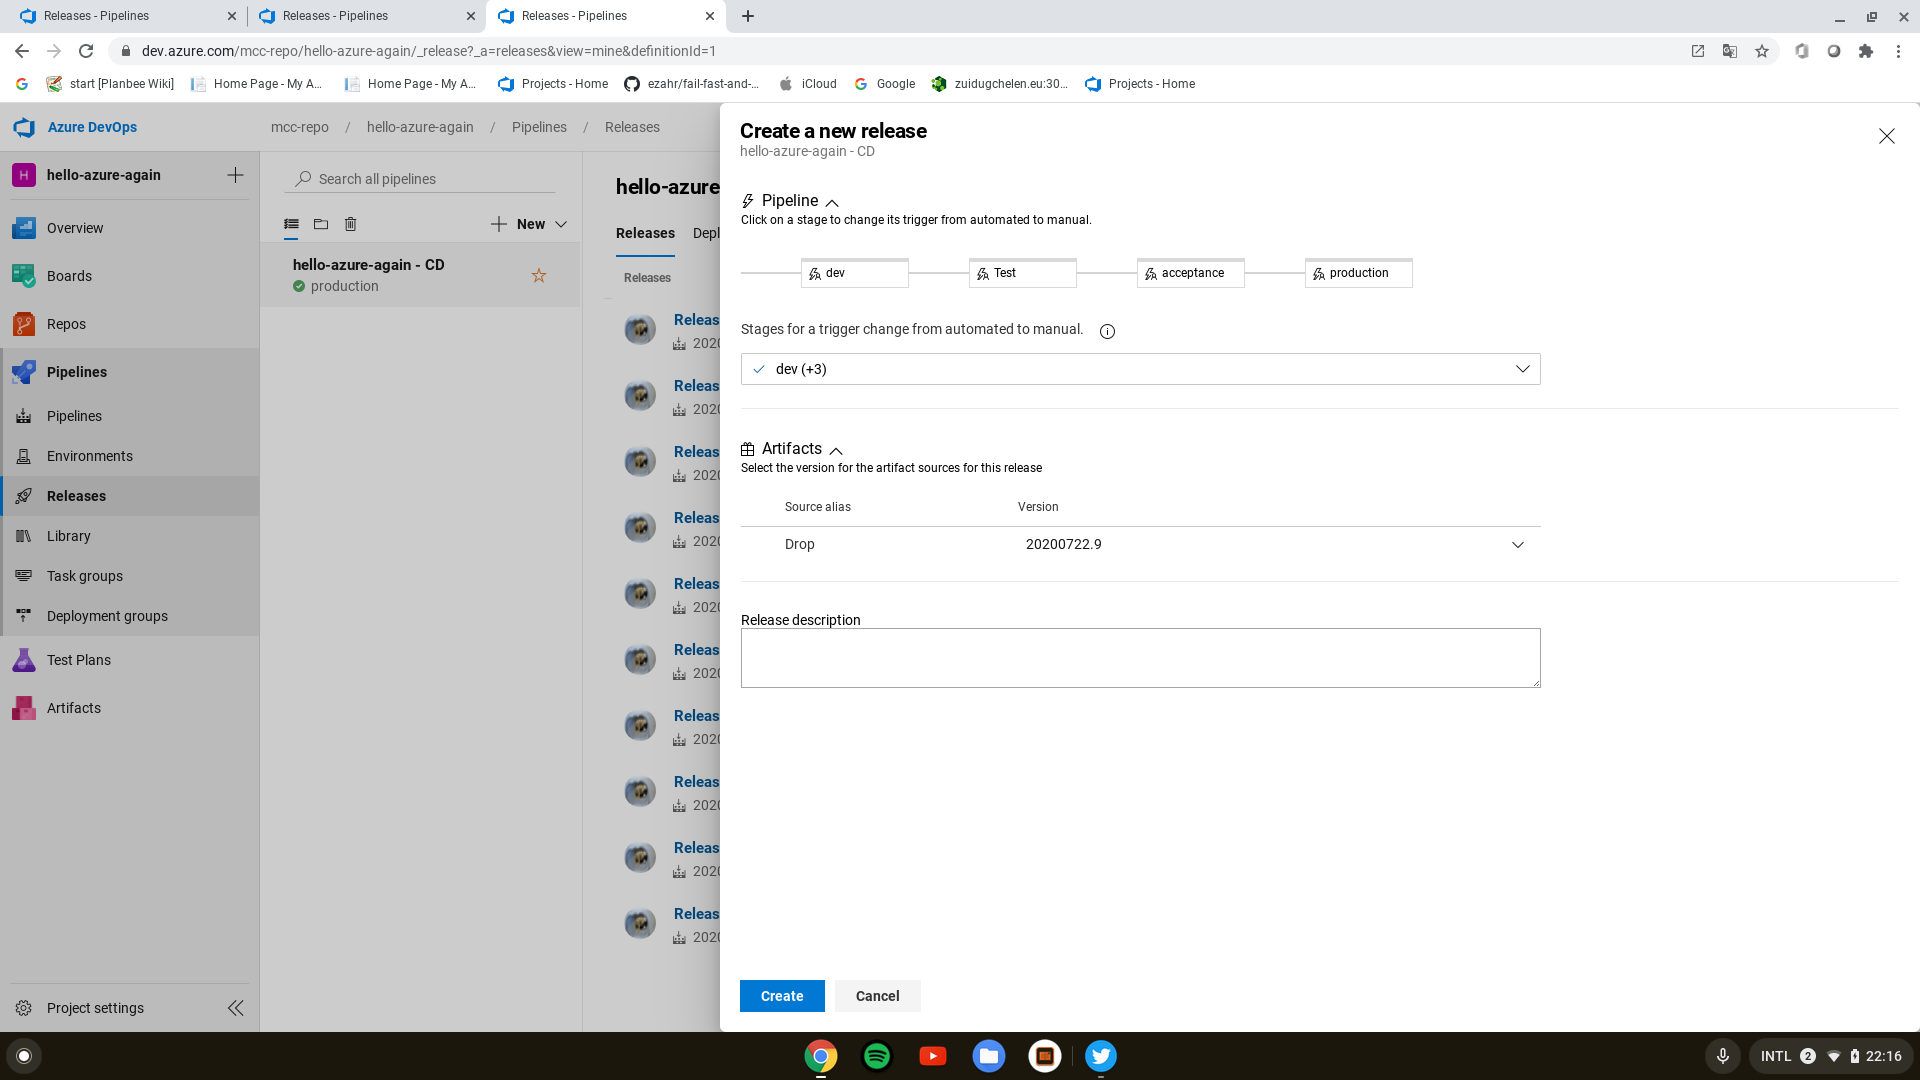 Releases - Pipelines
Releases - Pipelines
Releases - Pipelines
dev.azure.com/mcc-repo/hello-azure-again/_release?_a=releases&view=mine&definitionId=1
start [Planbee Wiki]
Home Page - My A...
Home Page - My A...
Projects - Home
ezahr/fail-fast-and-...
iCloud
Google
zuidugchelen.eu:30...
Projects - Home
Azure DevOps
mcc-repo / hello-azure-again / Pipelines / Releases
H hello-azure-again
Overview
Boards
Repos
Pipelines
Pipelines
Environments
Releases
Library
Task groups
Deployment groups
Test Plans
Artifacts
Project settings
Search all pipelines
New
hello-azure-again - CD
production
hello-azure
Releases Depl
Releases
Releas
202
Releas
202
Releas
202
Releas
202
Releas
202
Releas
202
Releas
202
Releas
202
Releas
202
Releas
202
Create a new release
hello-azure-again - CD
Pipeline
Click on a stage to change its trigger from automated to manual.
dev
Test
acceptance
production
Stages for a trigger change from automated to manual.
dev (+3)
Artifacts
Select the version for the artifact sources for this release
Source alias Version
Drop 20200722.9
Release description
Create Cancel
INTL 2 22:16